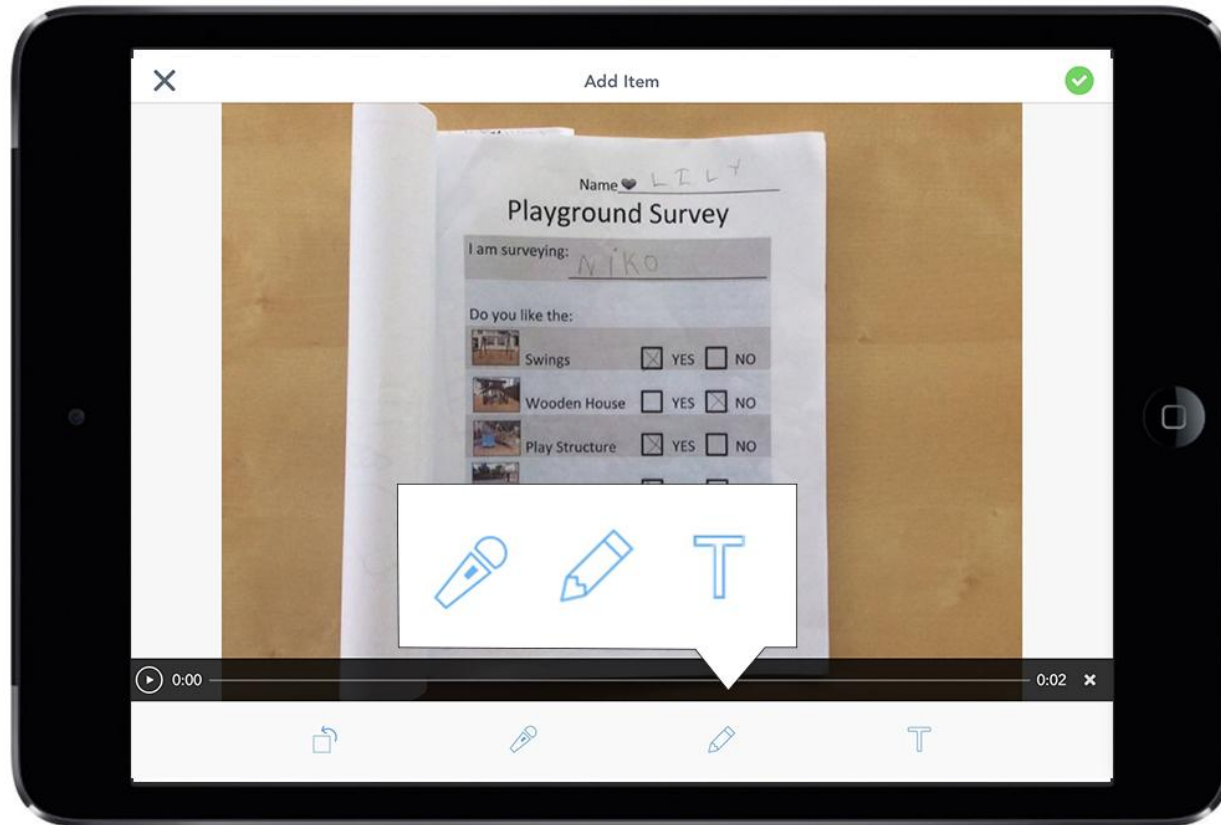 Add Item
Name LILY
Playground Survey
I am surveying: NIKO
Do you like the:
Swings YES NO
Wooden House YES NO
Play Structure YES NO
0:00 0:02